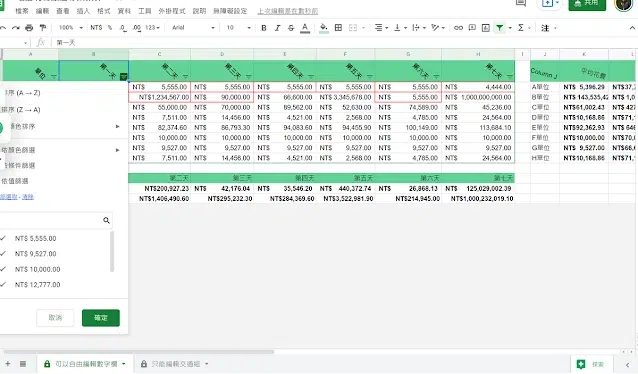 檔案 編輯 查看 插入 格式 資料 工具 外掛程式 說明 無障礙設定 上次編輯是在數秒前
共用
100% NT$ % .0 .00 123 Arial 10 B I S A Σ
第一天
A B C D E F G H I J K
單位 第一天 第二天 第三天 第四天 第五天 第六天 第七天 Column J 平均花費
NT$ 5,555.00 NT$ 5,555.00 NT$ 5,555.00 NT$ 5,555.00 NT$ 5,555.00 NT$ 4,444.00 A單位 NT$ 5,396.29
NT$1,234,567.00 NT$ 90,000.00 NT$ 66,600.00 NT$ 3,345,678.00 NT$ 5,555.00 NT$ 1,000,000,000.00 B單位 NT$ 143,535.4
NT$ 55,000.00 NT$ 70,000.00 NT$ 89,562.00 NT$ 52,630.00 NT$ 74,589.00 NT$ 45,236.00 C單位 NT$61,002.43
NT$ 7,511.00 NT$ 14,456.00 NT$ 4,521.00 NT$ 2,568.00 NT$ 4,785.00 NT$ 24,564.00 D單位 NT$10,168.86
NT$ 82,374.60 NT$ 86,793.30 NT$ 94,083.60 NT$ 94,455.90 NT$ 100,149.00 NT$ 113,684.10 E單位 NT$92,362.93
NT$ 10,000.00 NT$ 10,000.00 NT$ 10,000.00 NT$ 10,000.00 NT$ 10,000.00 NT$ 10,000.00 F單位 NT$10,000.00
NT$ 9,527.00 NT$ 9,527.00 NT$ 9,527.00 NT$ 9,527.00 NT$ 9,527.00 NT$ 9,527.00 G單位 NT$ 9,527.00
NT$ 7,511.00 NT$ 14,456.00 NT$ 4,521.00 NT$ 2,568.00 NT$ 4,785.00 NT$ 24,564.00 H單位 NT$10,168.86
第二天 第三天 第四天 第五天 第六天 第七天
NT$200,927.23 NT$ 42,176.04 NT$ 35,546.20 NT$ 440,372.74 NT$ 26,868.13 NT$ 125,029,002.39
NT$1,406,490.60 NT$295,232.30 NT$284,369.60 NT$3,522,981.90 NT$214,945.00 NT$1,000,232,019.10
排序 (A → Z)
排序 (Z → A)
顏色排序
依顏色篩選
條件篩選
依值篩選
清除
NT$ 5,555.00
NT$ 9,527.00
NT$ 10,000.00
NT$ 12,777.00
取消 確定
可以自由編輯數字欄 只能編輯交通組 探索